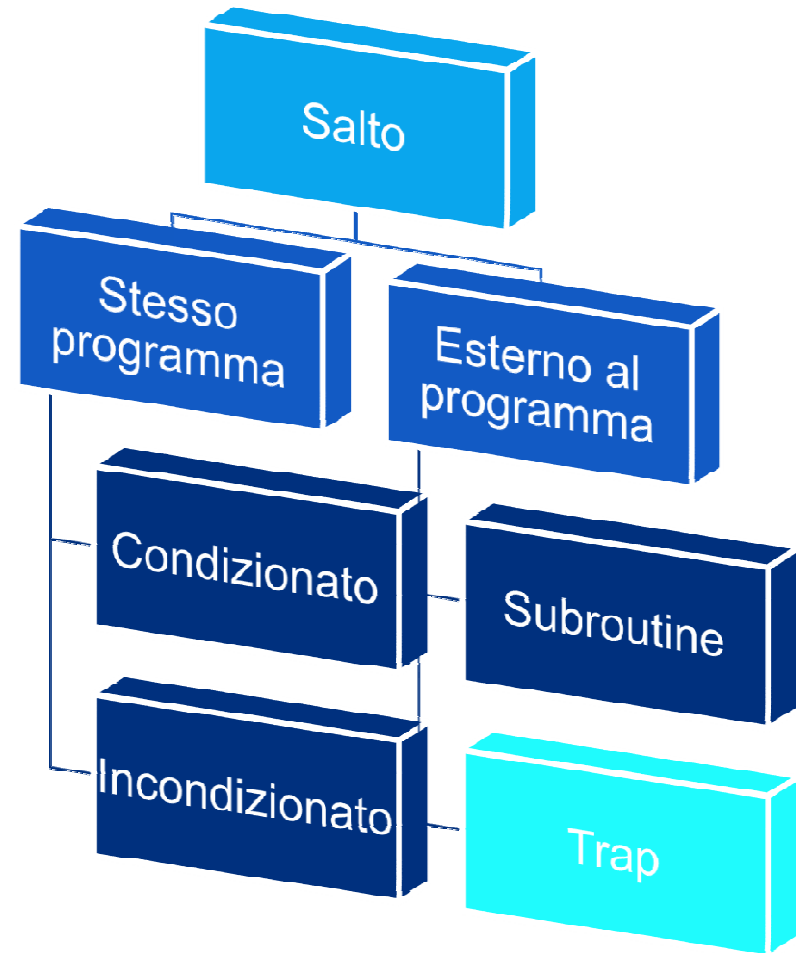 Salto
Stesso
programma
Esterno al
programma
Condizionato
Subroutine
Incondizionato
Trap